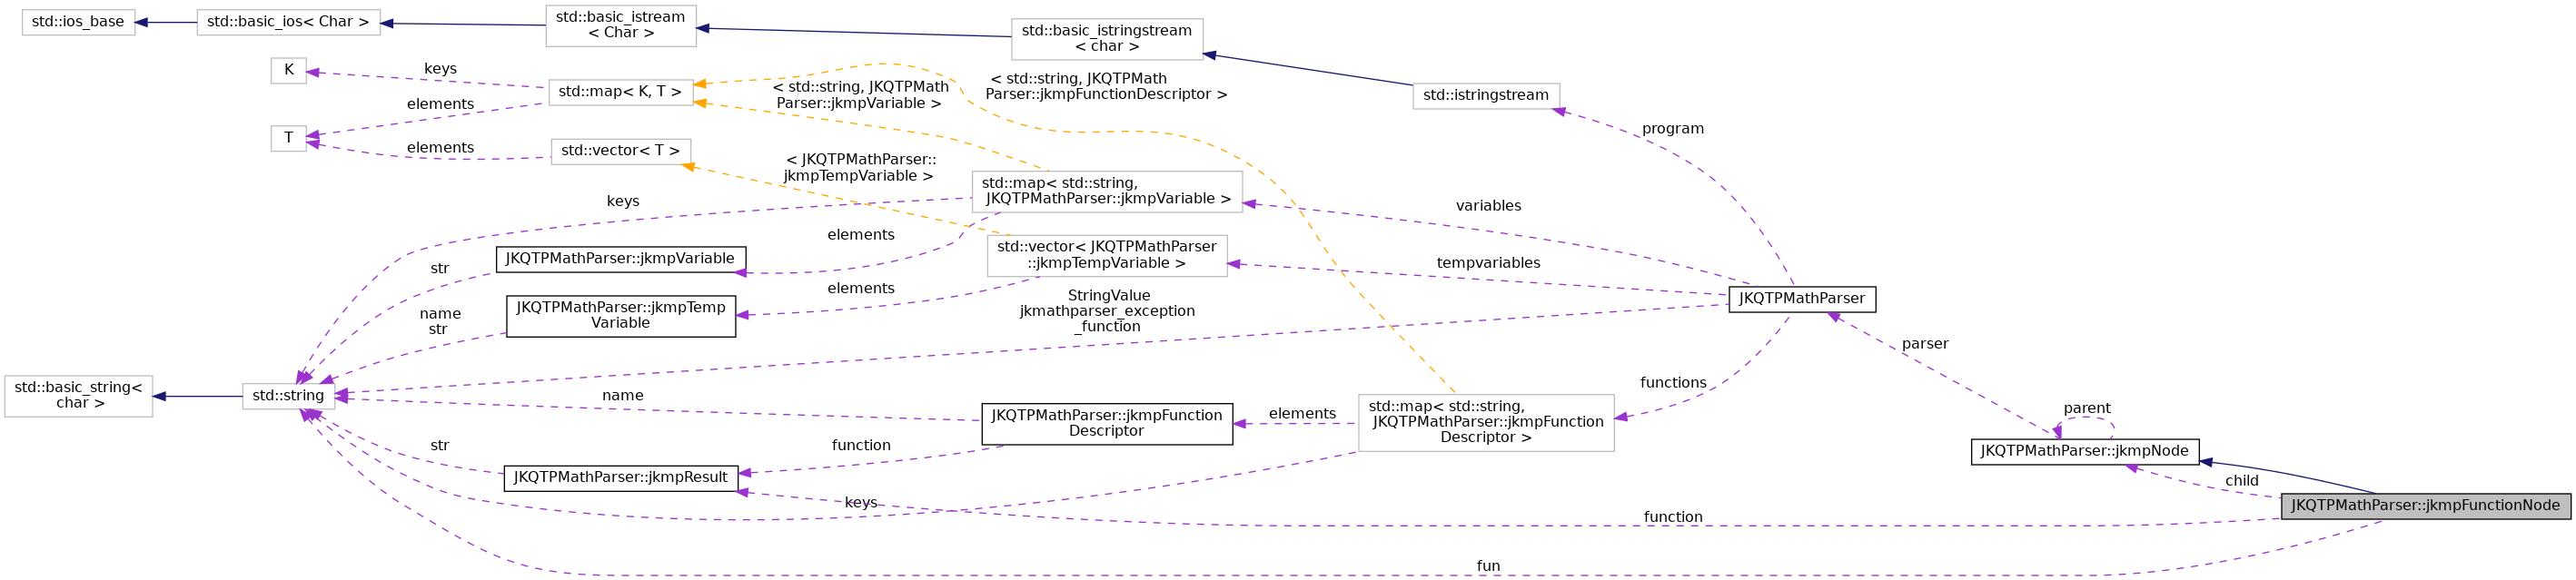 std::ios_base
std::basic_ios< Char >
std::basic_istream
< Char >
std::basic_istringstream
< char >
K
keys
std::map< K, T >
< std::string, JKQTPMath
Parser::jkmpVariable >
< std::string, JKQTPMath
Parser::jkmpFunctionDescriptor >
std::istringstream
elements
program
T
elements
std::vector< T >
< JKQTPMathParser::
jkmpTempVariable >
std::map< std::string,
JKQTPMathParser::jkmpVariable >
keys
variables
elements
std::vector< JKQTPMathParser
::jkmpTempVariable >
JKQTPMathParser::jkmpVariable
str
tempvariables
elements
StringValue
jkmathparser_exception
_function
JKQTPMathParser
JKQTPMathParser::jkmpTemp
Variable
name
str
parser
std::basic_string<
char >
std::string
name
functions
JKQTPMathParser::jkmpFunction
Descriptor
elements
std::map< std::string,
JKQTPMathParser::jkmpFunction
Descriptor >
parent
str
function
JKQTPMathParser::jkmpNode
JKQTPMathParser::jkmpResult
child
keys
function
JKQTPMathParser::jkmpFunctionNode
fun